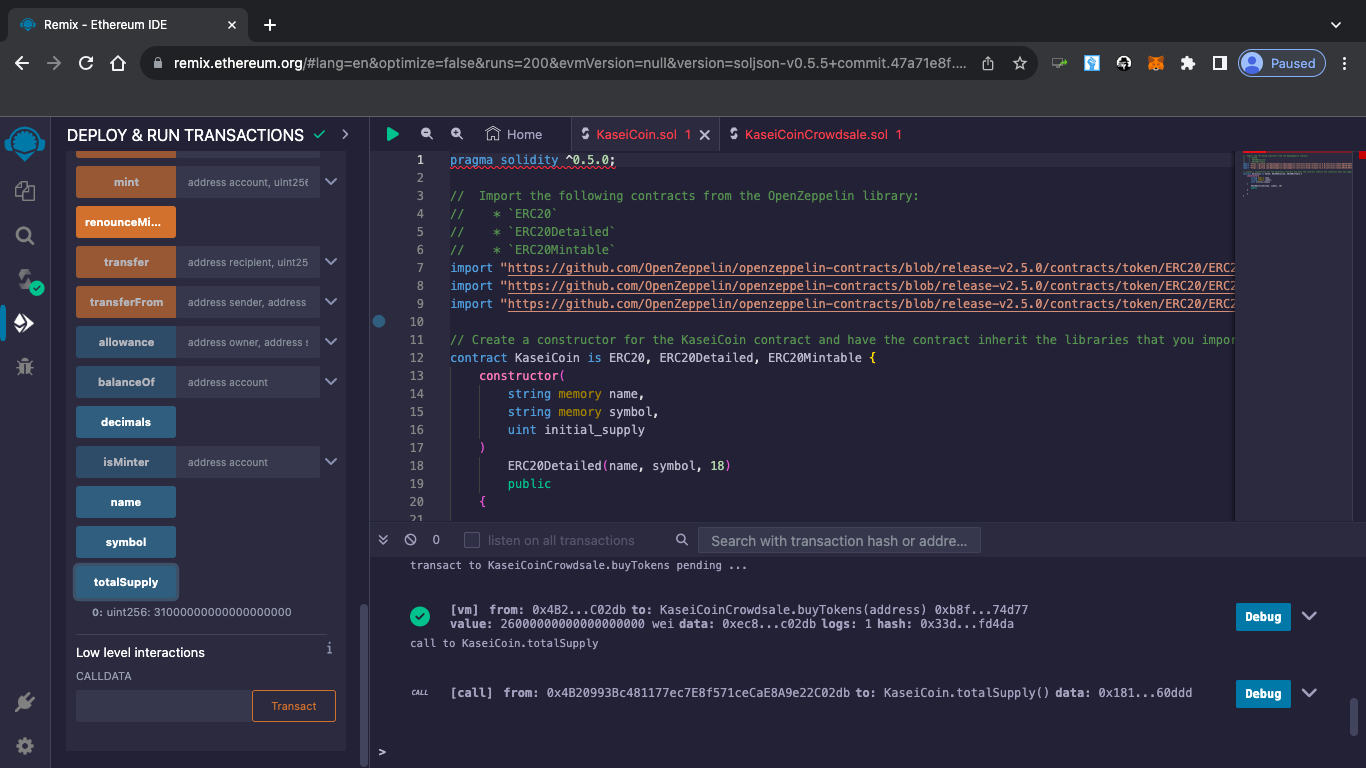 Remix - Ethereum IDE
remix.ethereum.org/#lang=en&optimize=false&runs=200&evmVersion=null&version=soljson-v0.5.5+commit.47a71e8f....
Paused
DEPLOY & RUN TRANSACTIONS
mint address account, uint256
renounceMi...
transfer address recipient, uint25
transferFrom address sender, address
allowance address owner, address s
balanceOf address account
decimals
isMinter address account
name
symbol
totalSupply
0: uint256: 31000000000000000000
Low level interactions i
CALLDATA
Transact
Home
KaseiCoin.sol 1
KaseiCoinCrowdsale.sol 1
1 pragma solidity ^0.5.0;
2
3 //  Import the following contracts from the OpenZeppelin library:
4 //    * `ERC20`
5 //    * `ERC20Detailed`
6 //    * `ERC20Mintable`
7 import "https://github.com/OpenZeppelin/openzeppelin-contracts/blob/release-v2.5.0/contracts/token/ERC20/ERC2
8 import "https://github.com/OpenZeppelin/openzeppelin-contracts/blob/release-v2.5.0/contracts/token/ERC20/ERC2
9 import "https://github.com/OpenZeppelin/openzeppelin-contracts/blob/release-v2.5.0/contracts/token/ERC20/ERC2
10
11 // Create a constructor for the KaseiCoin contract and have the contract inherit the libraries that you impor
12 contract KaseiCoin is ERC20, ERC20Detailed, ERC20Mintable {
13     constructor(
14         string memory name,
15         string memory symbol,
16         uint initial_supply
17     )
18         ERC20Detailed(name, symbol, 18)
19         public
20     {
21
0 listen on all transactions Search with transaction hash or addre...
transact to KaseiCoinCrowdsale.buyTokens pending ...
[vm] from: 0x4B2...C02db to: KaseiCoinCrowdsale.buyTokens(address) 0xb8f...74d77
value: 26000000000000000000 wei data: 0xec8...c02db logs: 1 hash: 0x33d...fd4da
Debug
call to KaseiCoin.totalSupply
CALL [call] from: 0x4B20993Bc481177ec7E8f571ceCaE8A9e22C02db to: KaseiCoin.totalSupply() data: 0x181...60ddd
Debug
>